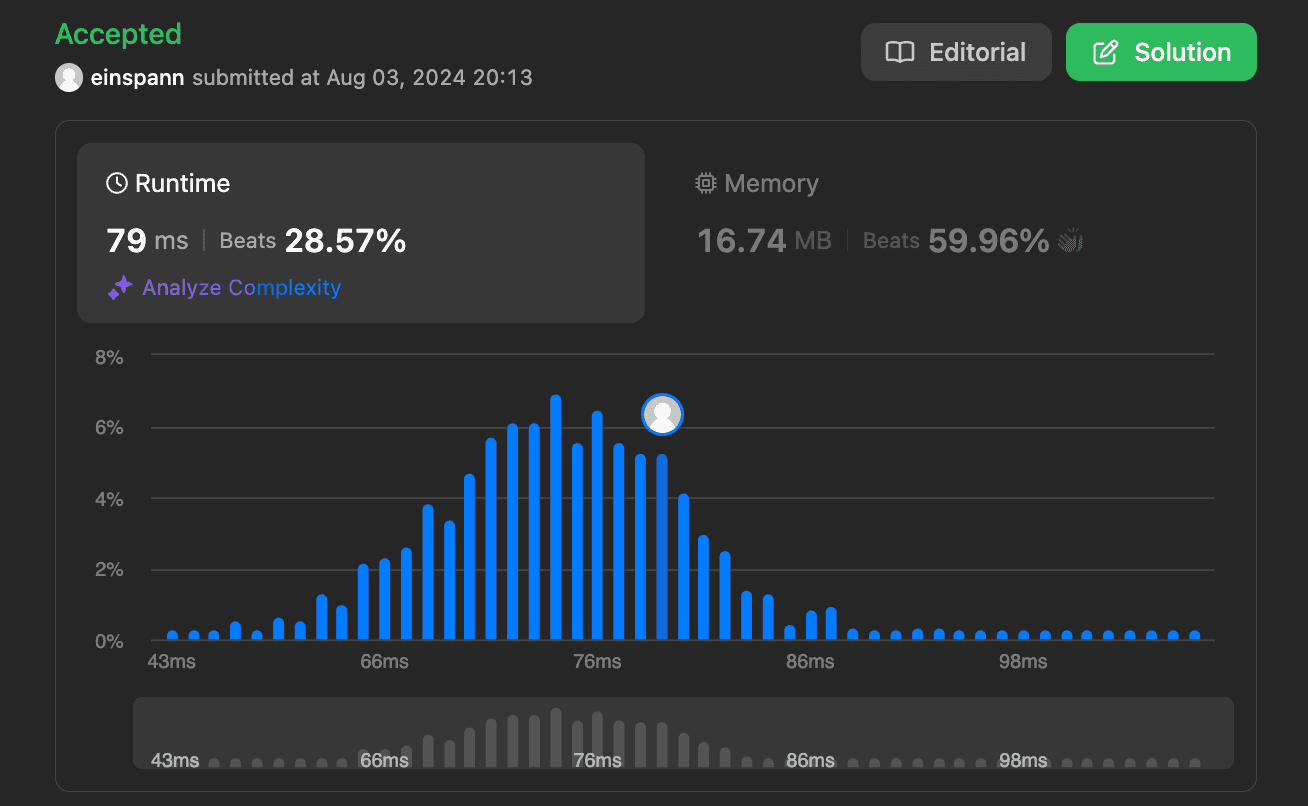 Accepted
einspann submitted at Aug 03, 2024 20:13
Editorial
Solution
Runtime
79 ms | Beats 28.57%
Analyze Complexity
Memory
16.74 MB | Beats 59.96%
8%
6%
4%
2%
0%
43ms 66ms 76ms 86ms 98ms
43ms 66ms 76ms 86ms 98ms